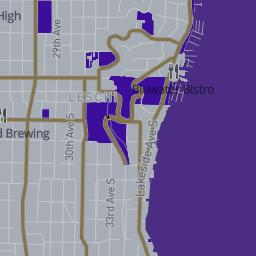 High
29th Ave
Bluwater Bistro
LESCHI
d Brewing
30th Ave S
33rd Ave S
Lakeside Ave S